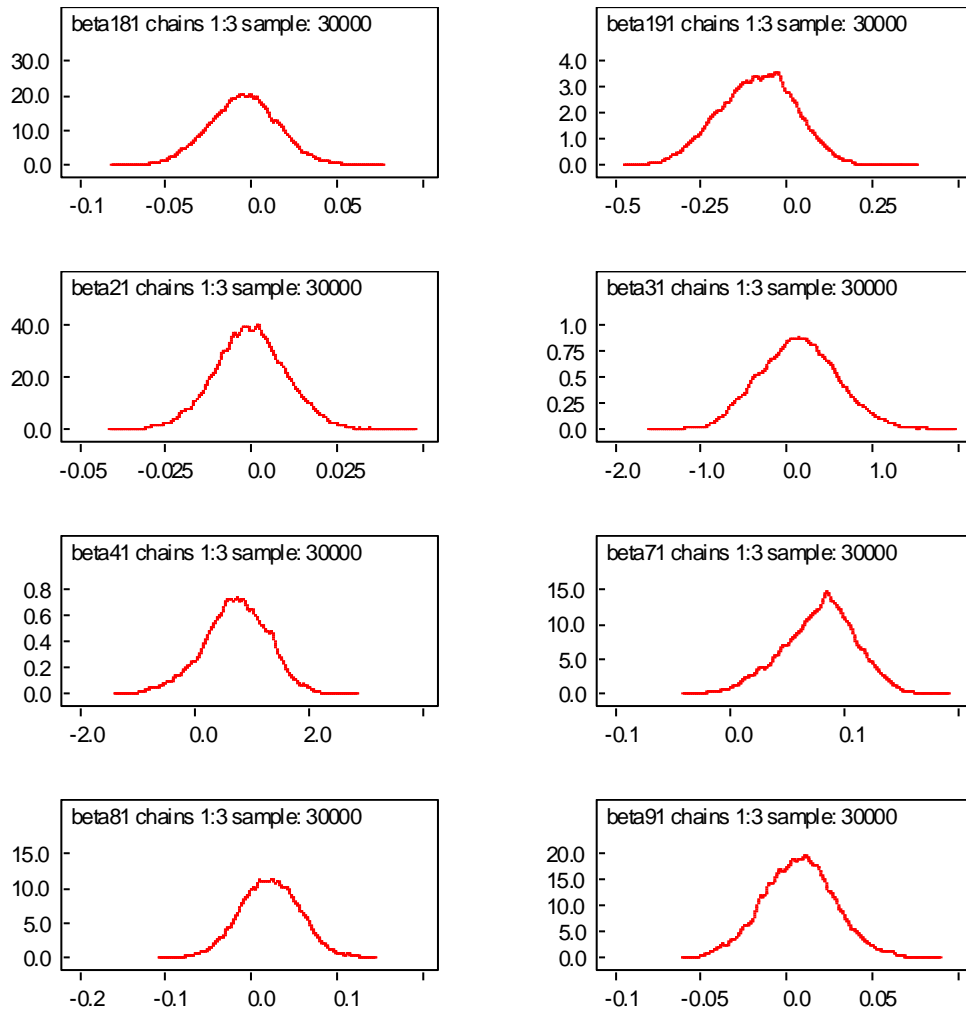 beta181 chains 1:3 sample: 30000
30.0
20.0
10.0
0.0
-0.1 -0.05 0.0 0.05
beta191 chains 1:3 sample: 30000
4.0
3.0
2.0
1.0
0.0
-0.5 -0.25 0.0 0.25
beta21 chains 1:3 sample: 30000
40.0
20.0
0.0
-0.05 -0.025 0.0 0.025
beta31 chains 1:3 sample: 30000
1.0
0.75
0.5
0.25
0.0
-2.0 -1.0 0.0 1.0
beta41 chains 1:3 sample: 30000
0.8
0.6
0.4
0.2
0.0
-2.0 0.0 2.0
beta71 chains 1:3 sample: 30000
15.0
10.0
5.0
0.0
-0.1 0.0 0.1
beta81 chains 1:3 sample: 30000
15.0
10.0
5.0
0.0
-0.2 -0.1 0.0 0.1
beta91 chains 1:3 sample: 30000
20.0
15.0
10.0
5.0
0.0
-0.1 -0.05 0.0 0.05